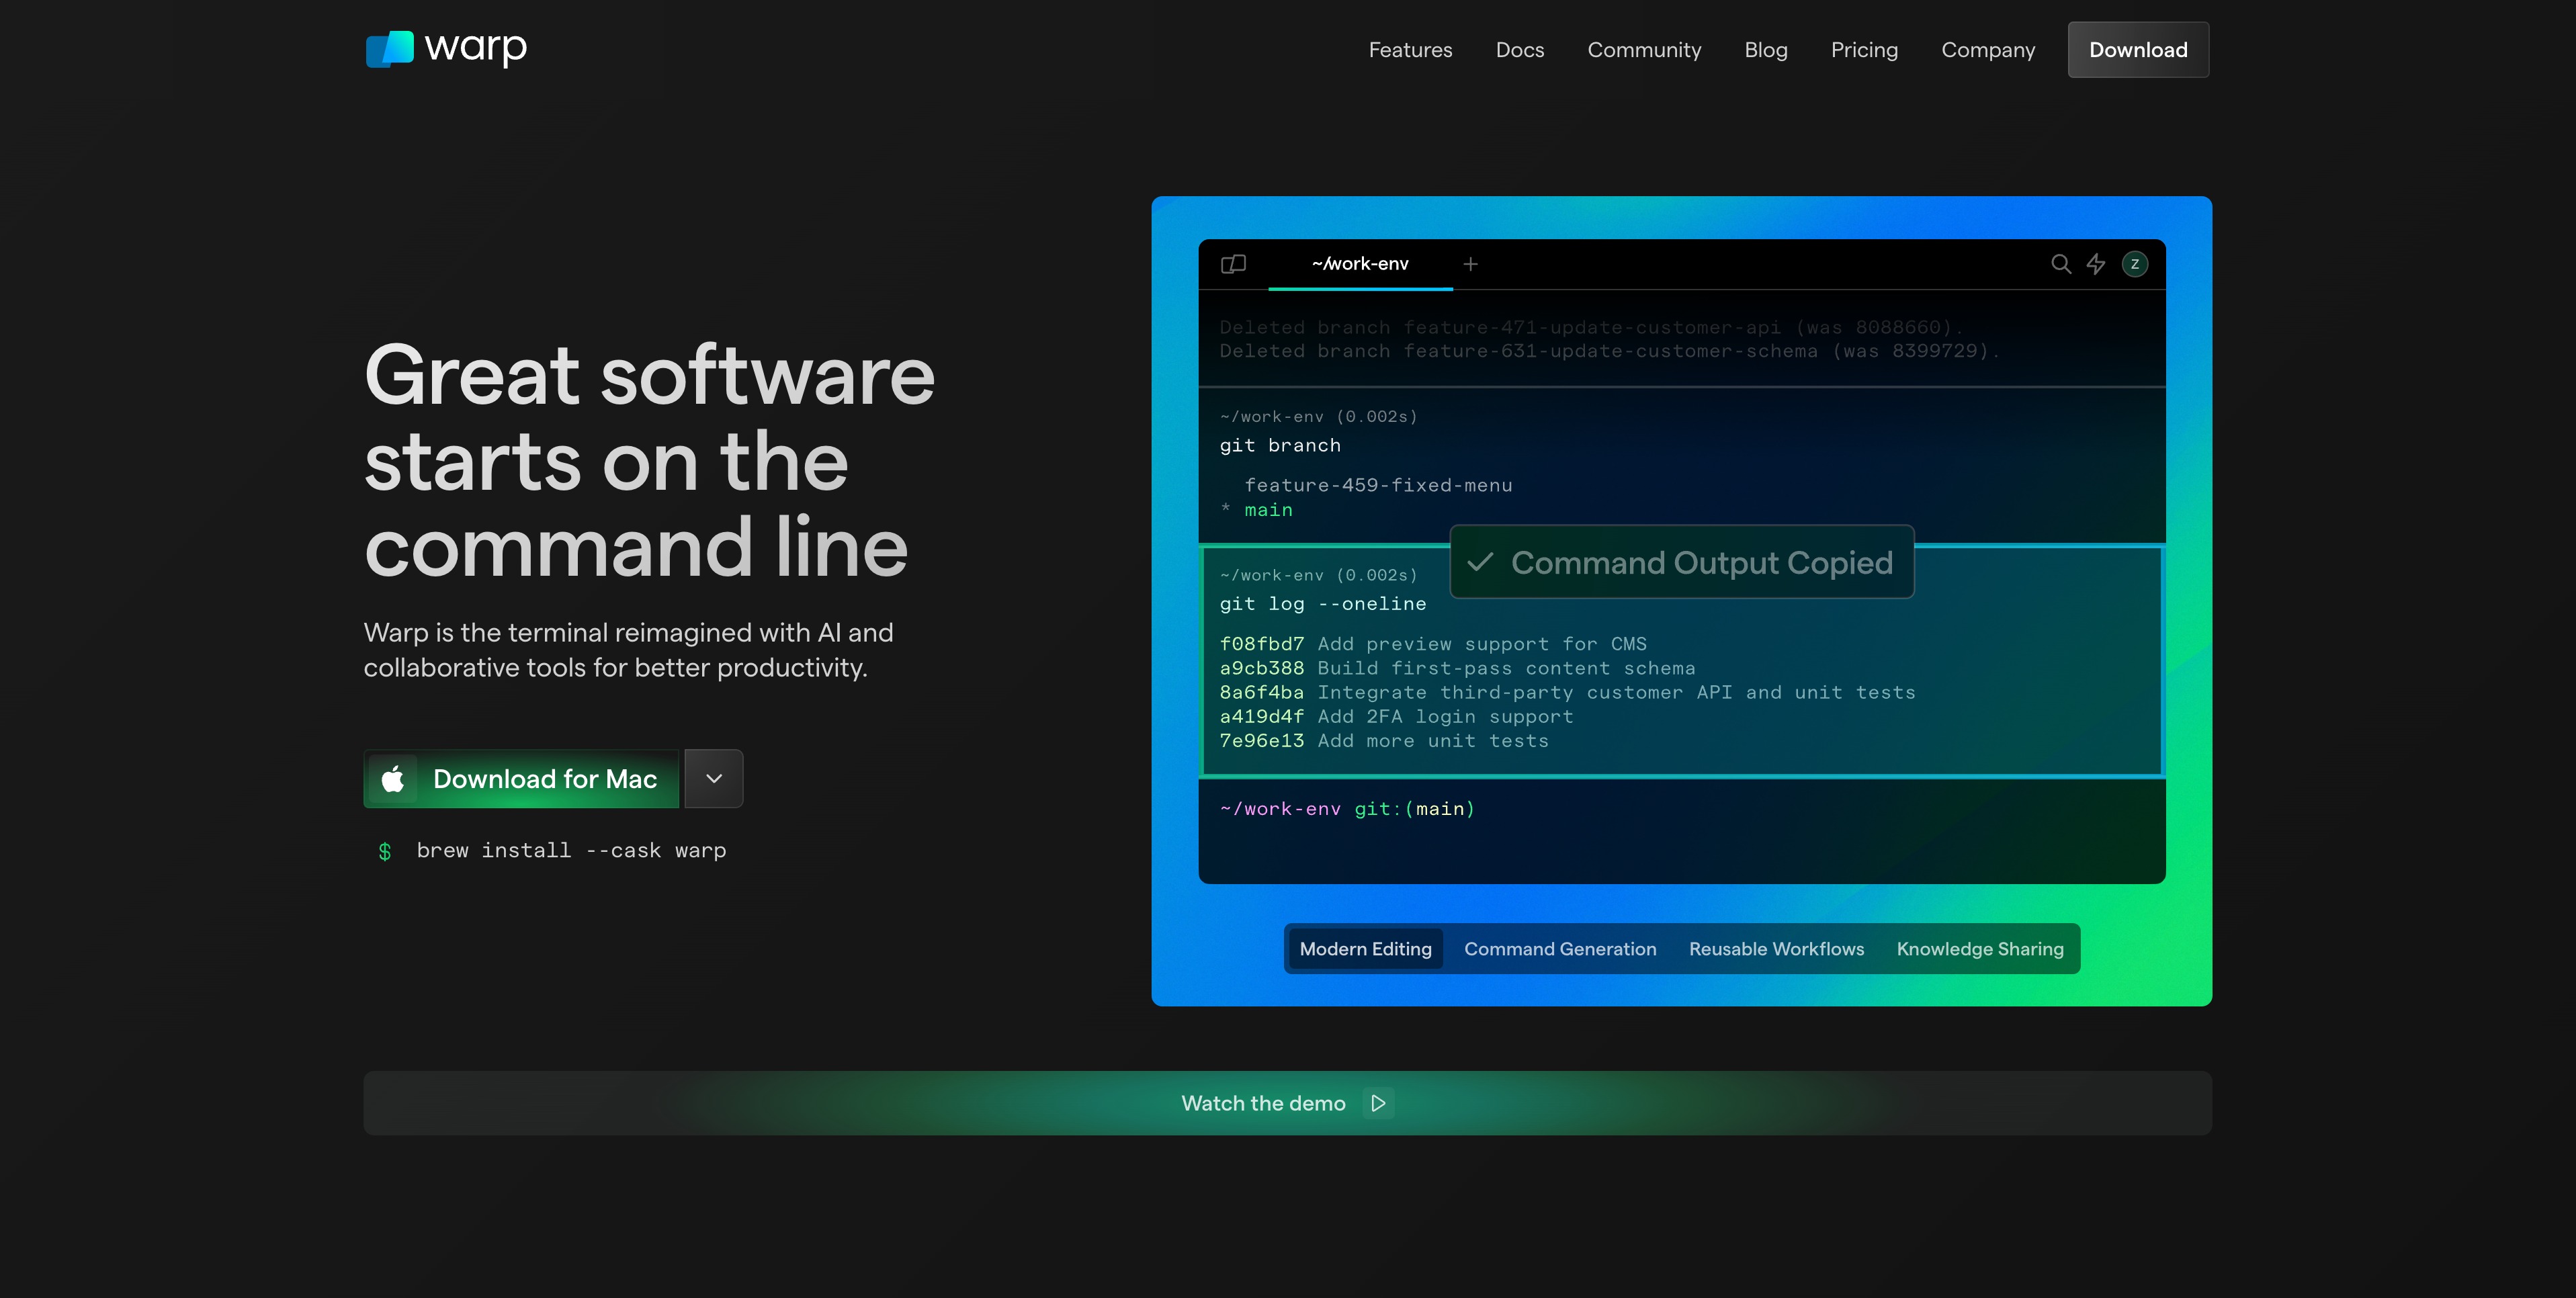 warp
Features Docs Community Blog Pricing Company Download
Great software
starts on the
command line
Warp is the terminal reimagined with AI and
collaborative tools for better productivity.
Download for Mac
$ brew install --cask warp
~/work-env
Z
Deleted branch feature-471-update-customer-api (was 8088660).
Deleted branch feature-631-update-customer-schema (was 8399729).
~/work-env (0.002s)
git branch
feature-459-fixed-menu
* main
Command Output Copied
~/work-env (0.002s)
git log --oneline
f08fbd7 Add preview support for CMS
a9cb388 Build first-pass content schema
8a6f4ba Integrate third-party customer API and unit tests
a419d4f Add 2FA login support
7e96e13 Add more unit tests
~/work-env git:(main)
Modern Editing Command Generation Reusable Workflows Knowledge Sharing
Watch the demo